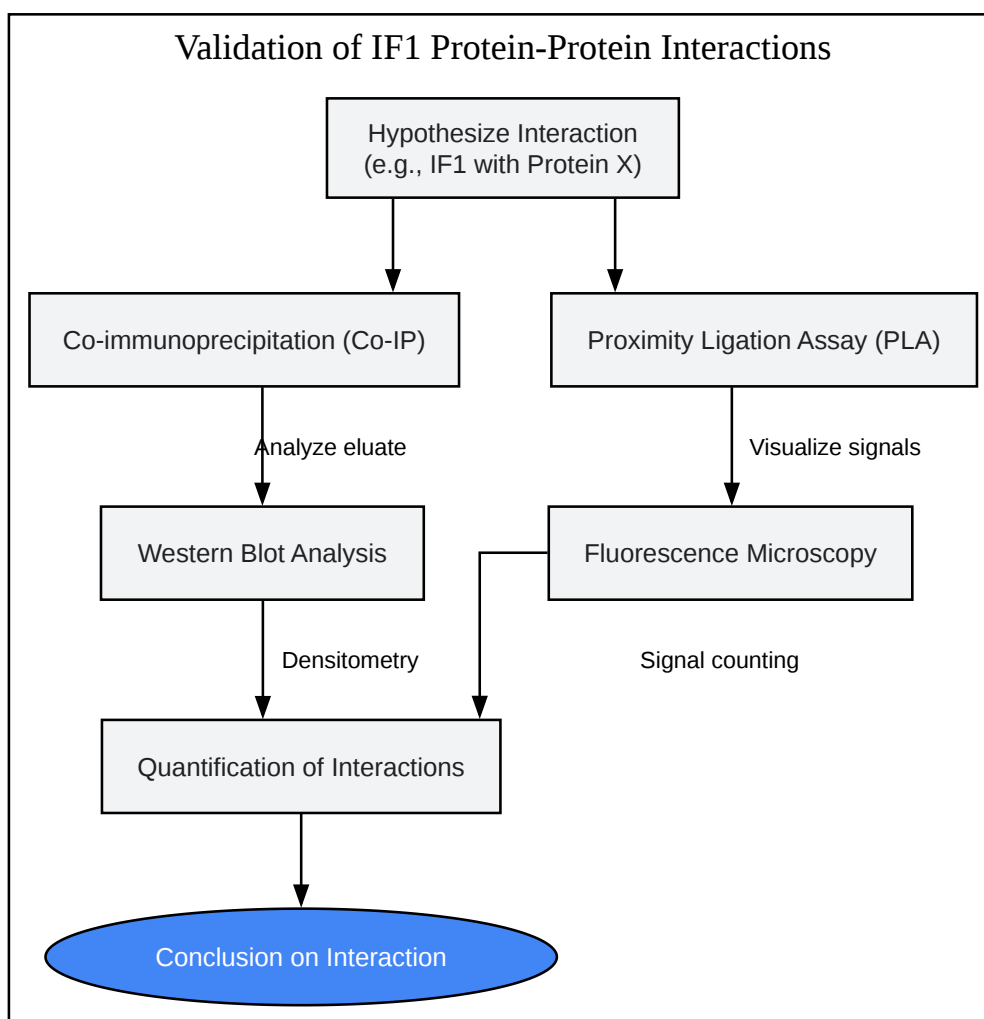 Validation of IF1 Protein-Protein Interactions
Hypothesize Interaction
(e.g., IF1 with Protein X)
Co-immunoprecipitation (Co-IP)
Proximity Ligation Assay (PLA)
Analyze eluate
Visualize signals
Western Blot Analysis
Fluorescence Microscopy
Densitometry
Signal counting
Quantification of Interactions
Conclusion on Interaction